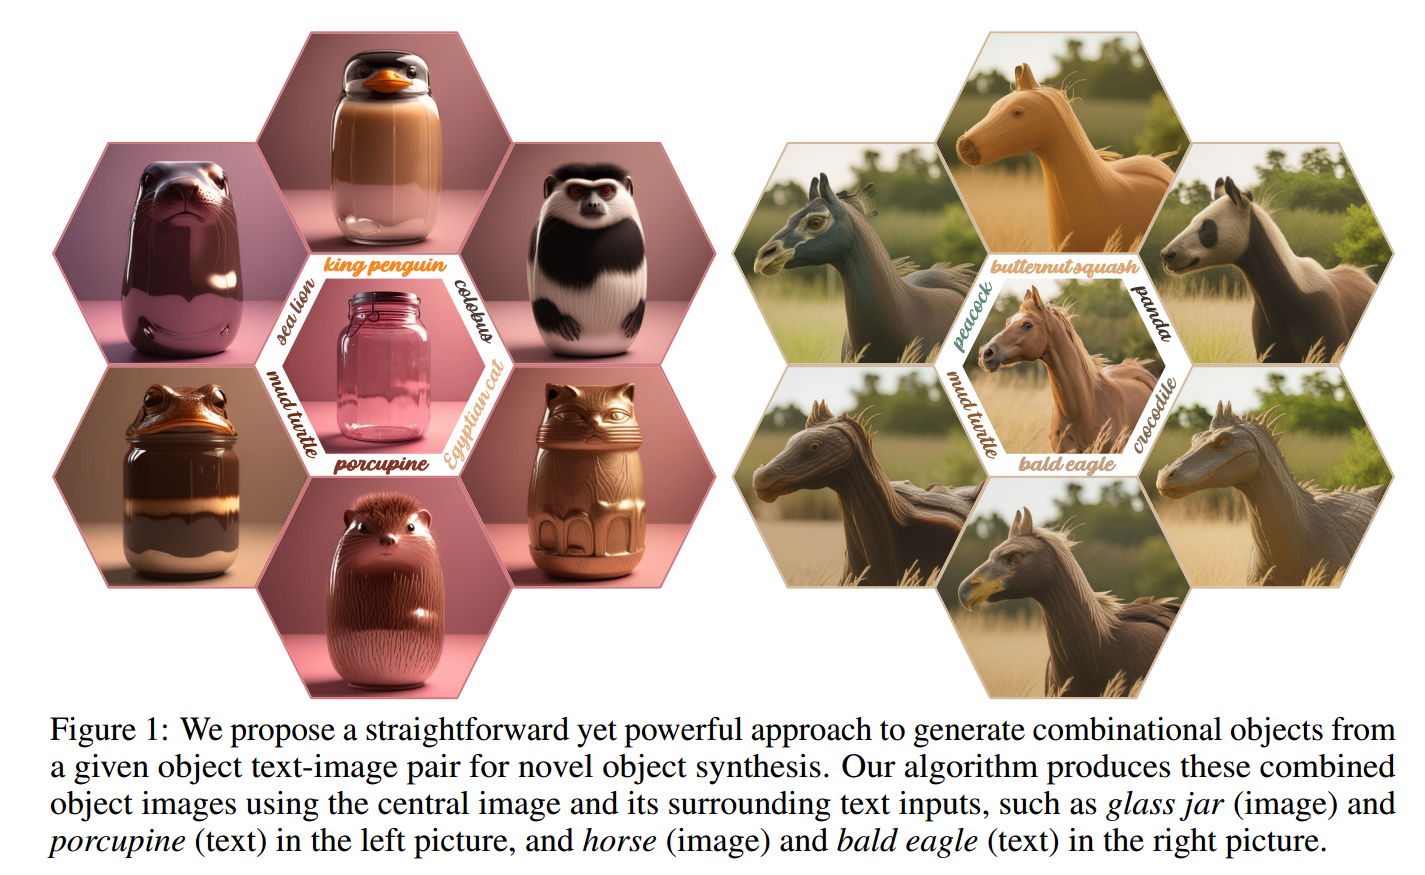 king penguin
sea lion
colobus
mud turtle
Egyptian cat
porcupine
butternut squash
peacock
panda
mud turtle
crocodile
bald eagle
Figure 1: We propose a straightforward yet powerful approach to generate combinational objects from
a given object text-image pair for novel object synthesis. Our algorithm produces these combined
object images using the central image and its surrounding text inputs, such as glass jar (image) and
porcupine (text) in the left picture, and horse (image) and bald eagle (text) in the right picture.